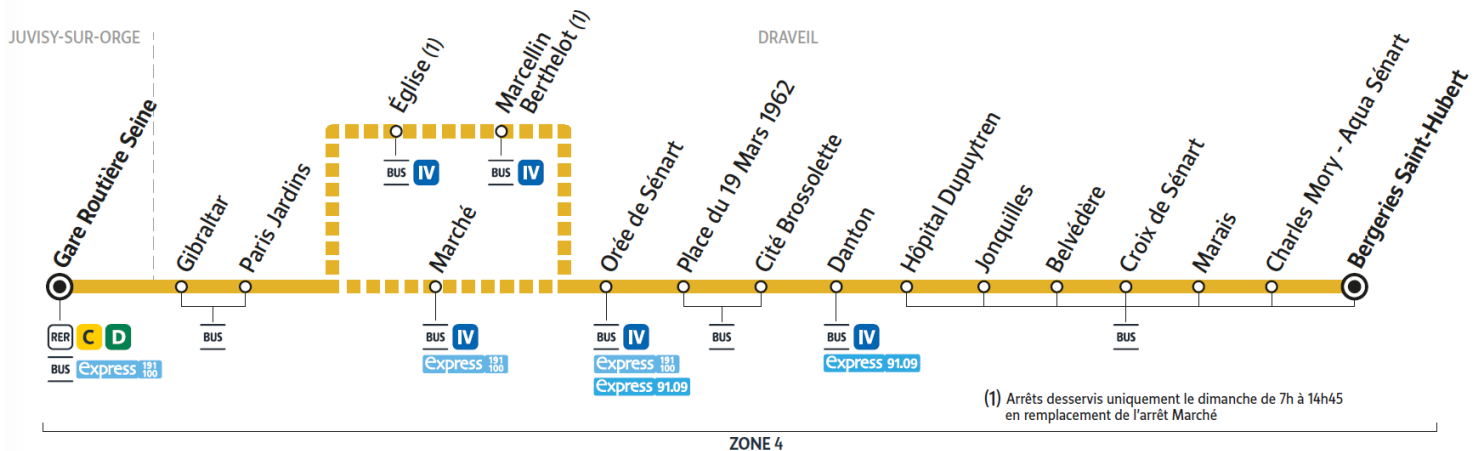 JUVISY-SUR-ORGE
DRAVEIL
Gare Routière Seine
Gibraltar
Paris Jardins
Église (1)
Marcellin
Berthelot (1)
Marché
Orée de Sénart
Place du 19 Mars 1962
Cité Brossolette
Danton
Hôpital Dupuytren
Jonquilles
Belvédère
Croix de Sénart
Marais
Charles Mory - Aqua Sénart
Bergeries Saint-Hubert
BUS IV
BUS IV
RER C D
BUS express 191 100
BUS
BUS IV
express 191 100
BUS IV
express 191 100
express 91.09
BUS
BUS IV
express 91.09
BUS
(1) Arrêts desservis uniquement le dimanche de 7h à 14h45
en remplacement de l'arrêt Marché
ZONE 4